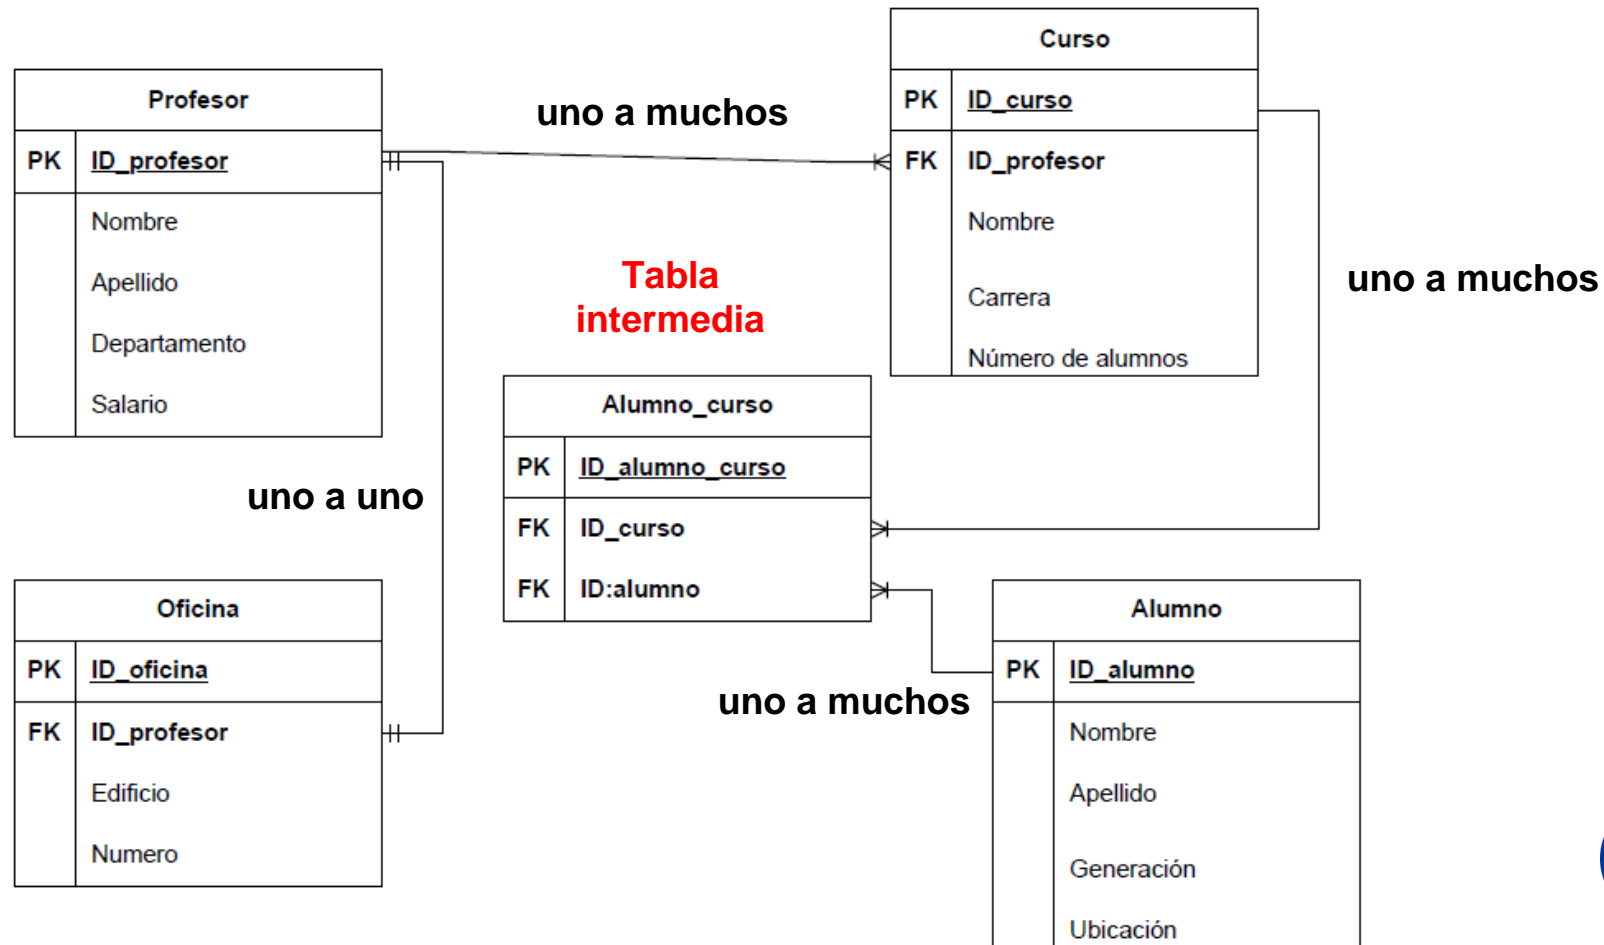 Profesor
PK ID_profesor
Nombre
Apellido
Departamento
Salario
uno a muchos
Curso
PK ID_curso
FK ID_profesor
Nombre
Carrera
Número de alumnos
uno a muchos
Tabla
intermedia
Alumno_curso
PK ID_alumno_curso
FK ID_curso
FK ID:alumno
uno a uno
Oficina
PK ID_oficina
FK ID_profesor
Edificio
Numero
uno a muchos
Alumno
PK ID_alumno
Nombre
Apellido
Generación
Ubicación